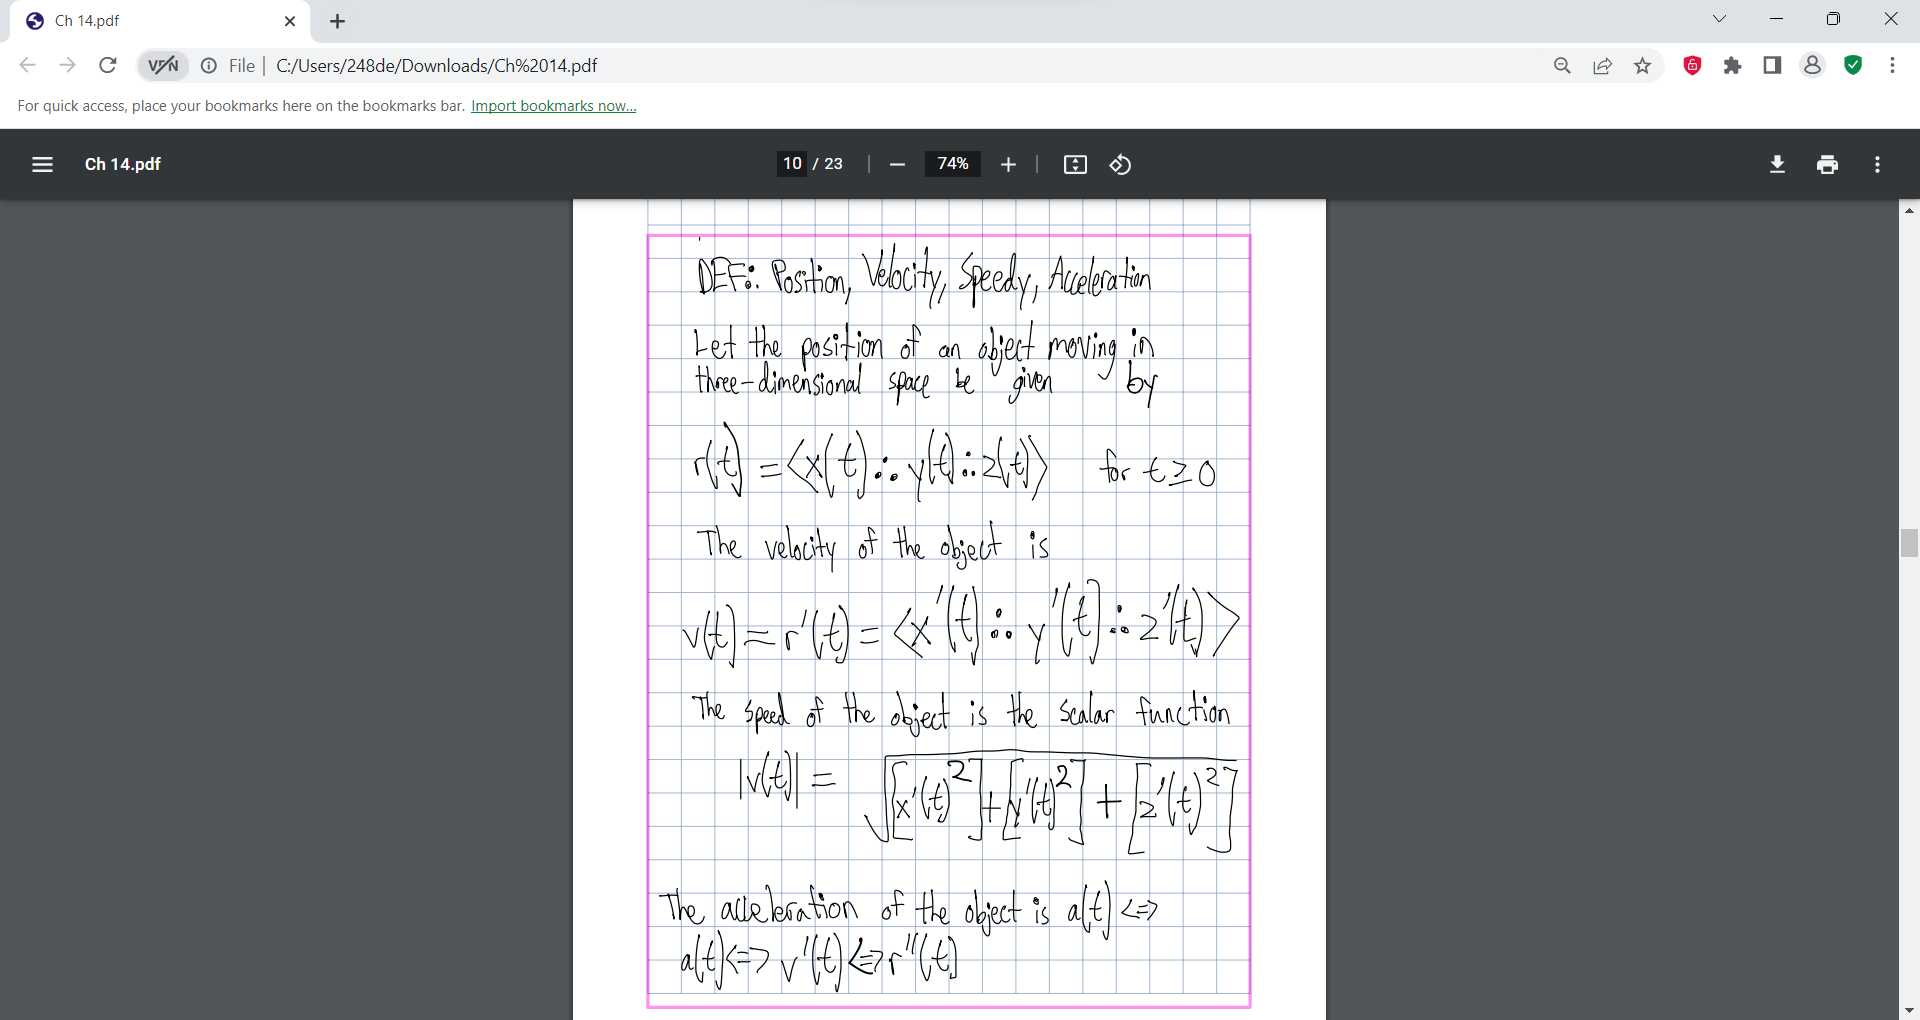 Ch 14.pdf
VPN File C:/Users/248de/Downloads/Ch%2014.pdf
For quick access, place your bookmarks here on the bookmarks bar. Import bookmarks now...
Ch 14.pdf 10 / 23 74%
DEF∴ Position, Velocity, Speedy, Acceleration
Let the position of an object moving in
three-dimensional space be given by
r(t) = ⟨x(t) ∴ y(t) ∴ z(t)⟩ for t ≥ 0
The velocity of the object is
v(t) = r'(t) = ⟨x'(t) ∴ y'(t) ∴ z'(t)⟩
The speed of the object is the scalar function
|v(t)| = √([x'(t)²] + [y'(t)²] + [z'(t)²])
The acceleration of the object is a(t) <=>
a(t) <=> v'(t) <=> r''(t)